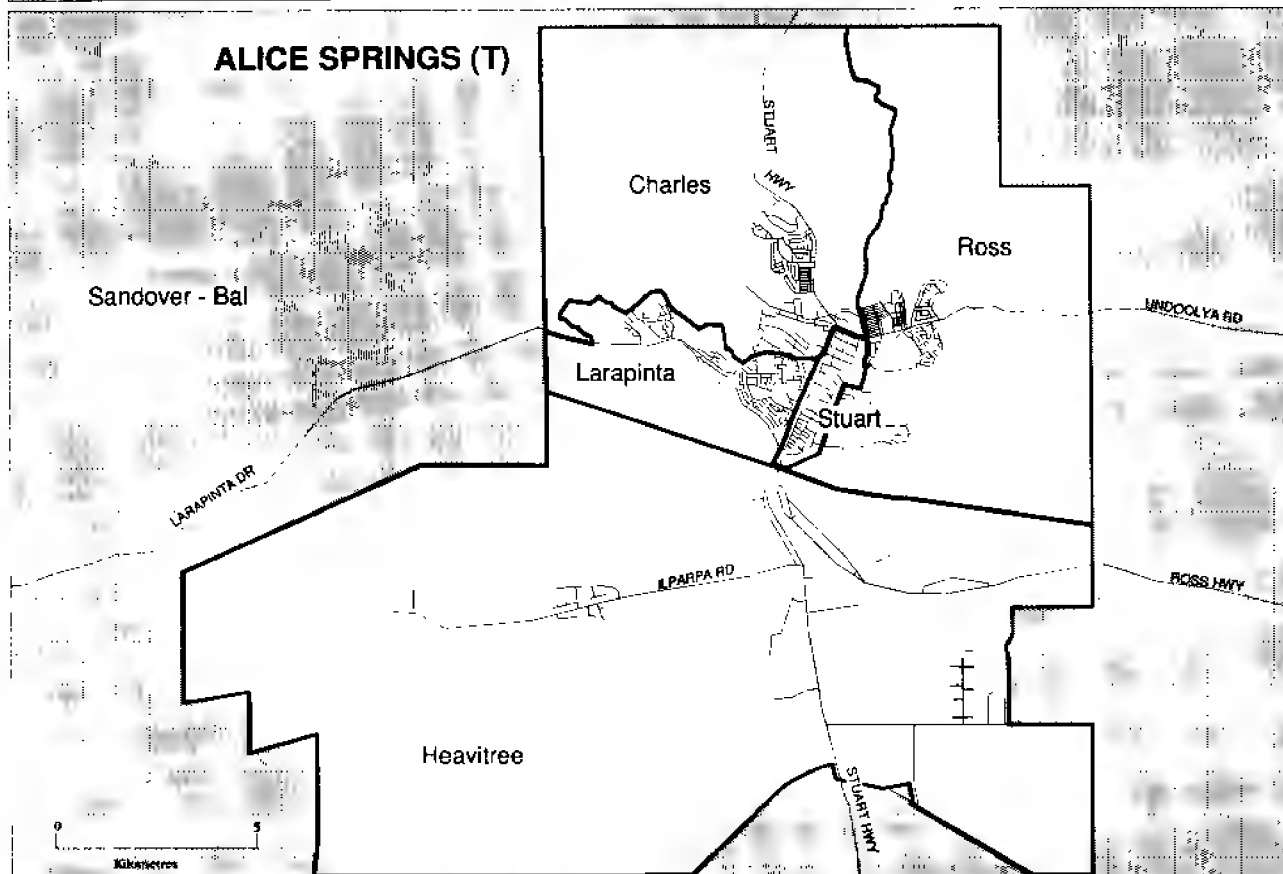 ALICE SPRINGS (T)
STUART
HWY
Charles
Ross
Sandover - Bal
UNDOOLYA RD
Larapinta
Stuart
LARAPINTA DR
ILPARPA RD
ROSS HWY
Heavitree
STUART HWY
0 5
Kilometres